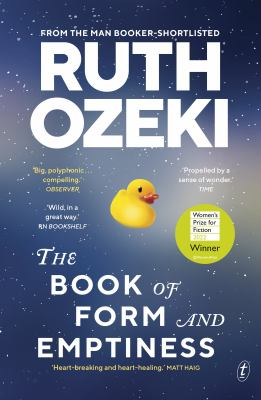 FROM THE MAN BOOKER-SHORTLISTED
RUTH
OZEKI
'Big, polyphonic ...
compelling.'
OBSERVER
'Propelled by a
sense of wonder.'
TIME
'Wild, in a
great way.'
RN BOOKSHELF
Women's
Prize for
Fiction
2022
Winner
THE
BOOK OF
FORM AND
EMPTINESS
'Heart-breaking and heart-healing.' MATT HAIG
t